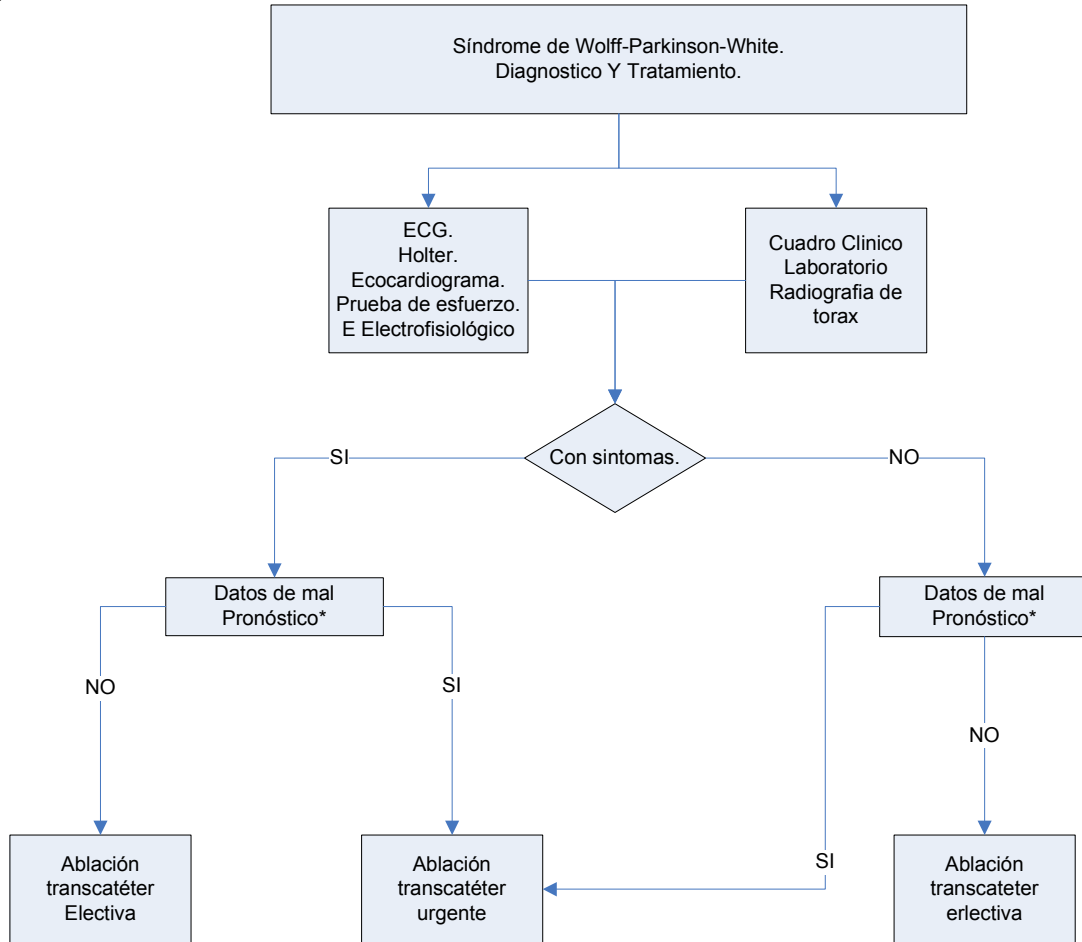 Síndrome de Wolff-Parkinson-White.
Diagnostico Y Tratamiento.
ECG.
Holter.
Ecocardiograma.
Prueba de esfuerzo.
E Electrofisiológico
Cuadro Clinico
Laboratorio
Radiografia de
torax
Con sintomas.
SI
NO
Datos de mal
Pronóstico*
Datos de mal
Pronóstico*
NO
SI
NO
SI
Ablación
transcatéter
Electiva
Ablación
transcatéter
urgente
Ablación
transcateter
erlectiva